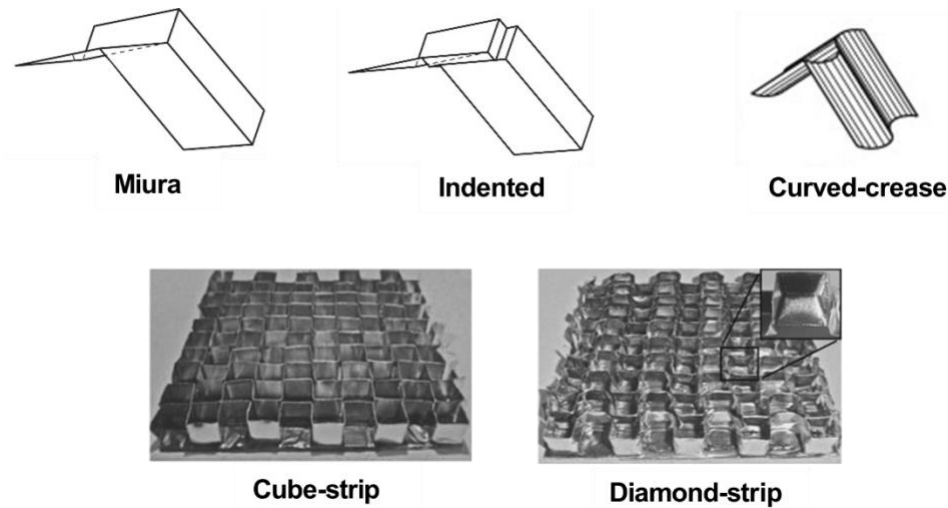 Miura
Indented
Curved-crease
Cube-strip
Diamond-strip